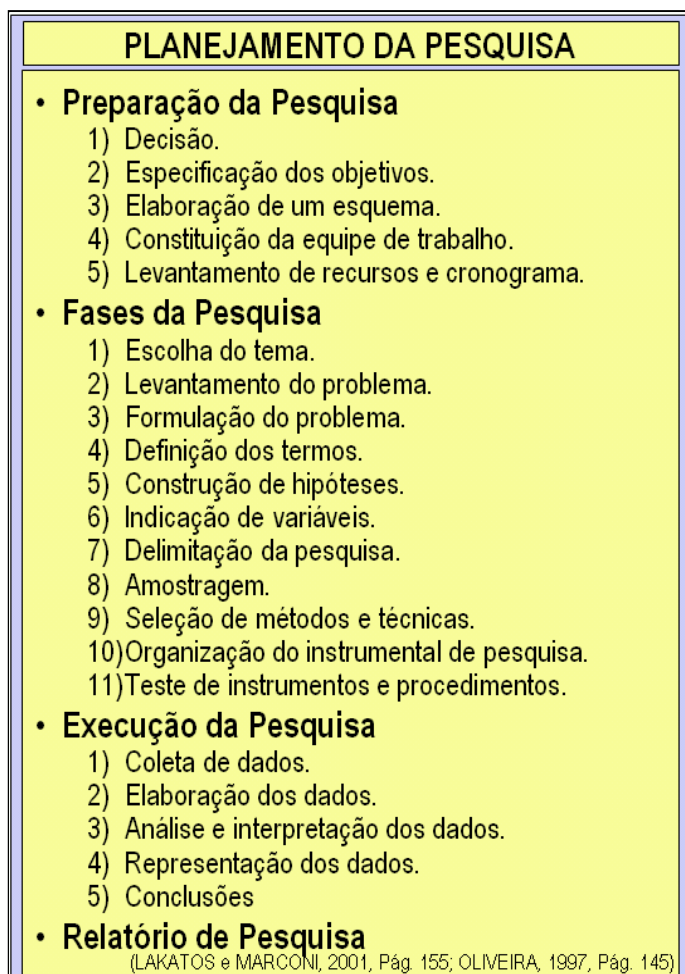 PLANEJAMENTO DA PESQUISA
• Preparação da Pesquisa
1) Decisão.
2) Especificação dos objetivos.
3) Elaboração de um esquema.
4) Constituição da equipe de trabalho.
5) Levantamento de recursos e cronograma.
• Fases da Pesquisa
1) Escolha do tema.
2) Levantamento do problema.
3) Formulação do problema.
4) Definição dos termos.
5) Construção de hipóteses.
6) Indicação de variáveis.
7) Delimitação da pesquisa.
8) Amostragem.
9) Seleção de métodos e técnicas.
10)Organização do instrumental de pesquisa.
11)Teste de instrumentos e procedimentos.
• Execução da Pesquisa
1) Coleta de dados.
2) Elaboração dos dados.
3) Análise e interpretação dos dados.
4) Representação dos dados.
5) Conclusões
• Relatório de Pesquisa
(LAKATOS e MARCONI, 2001, Pág. 155; OLIVEIRA, 1997, Pág. 145)